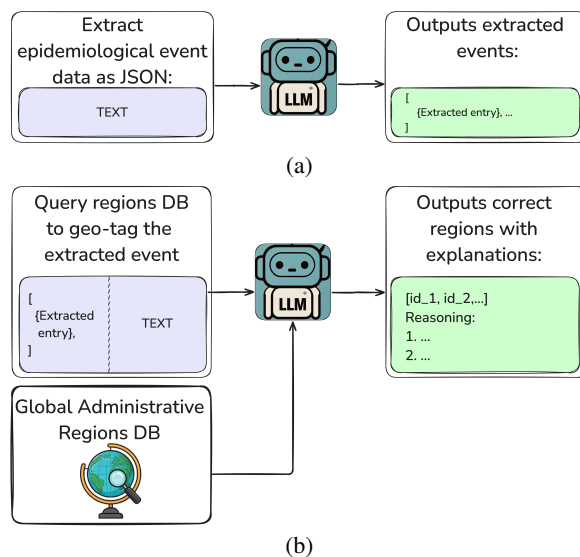 Extract
epidemiological event
data as JSON:
TEXT
LLM
Outputs extracted
events:
[
{Extracted entry}, ...
]
(a)
Query regions DB
to geo-tag the
extracted event
[
{Extracted
entry},
]
TEXT
LLM
Outputs correct
regions with
explanations:
[id_1, id_2,...]
Reasoning:
1. ...
2. ...
Global Administrative
Regions DB
(b)